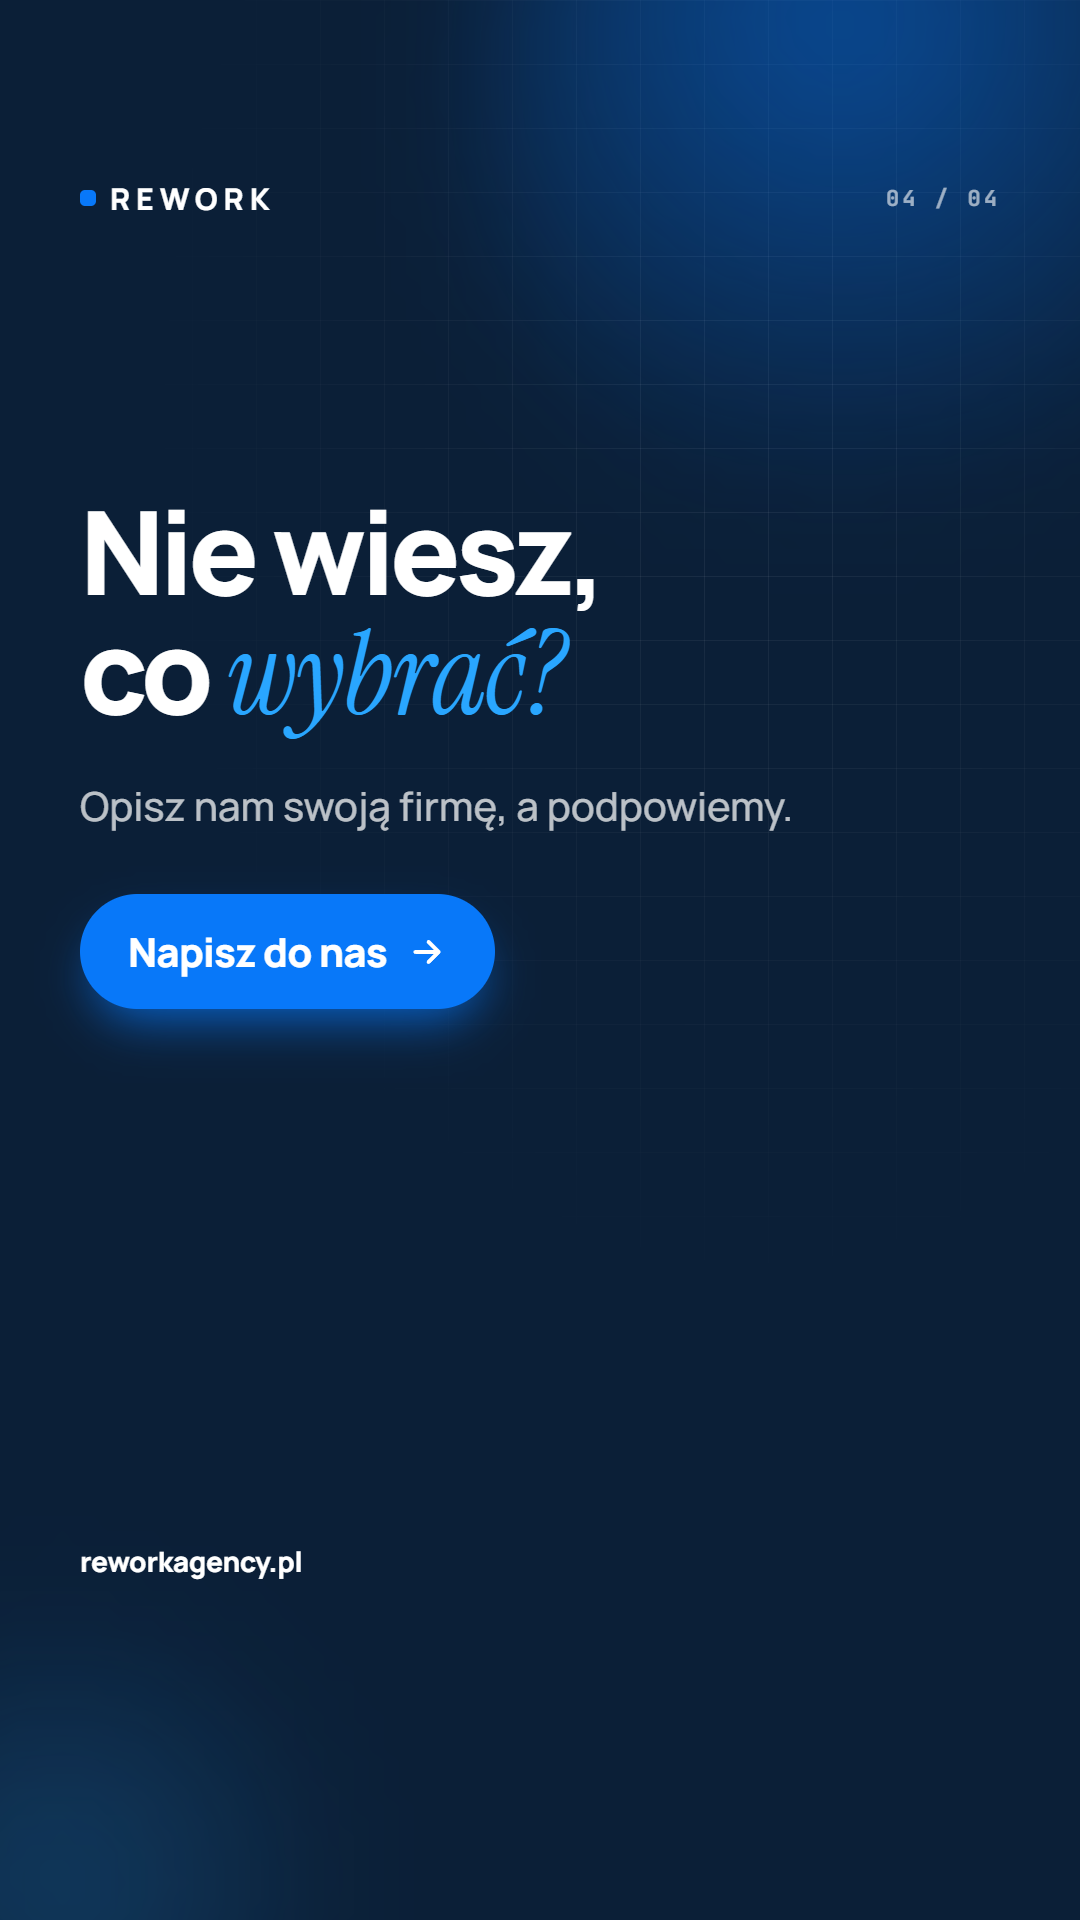 REWORK
04 / 04
Nie wiesz,
co wybrać?
Opisz nam swoją firmę, a podpowiemy.
Napisz do nas →
reworkagency.pl